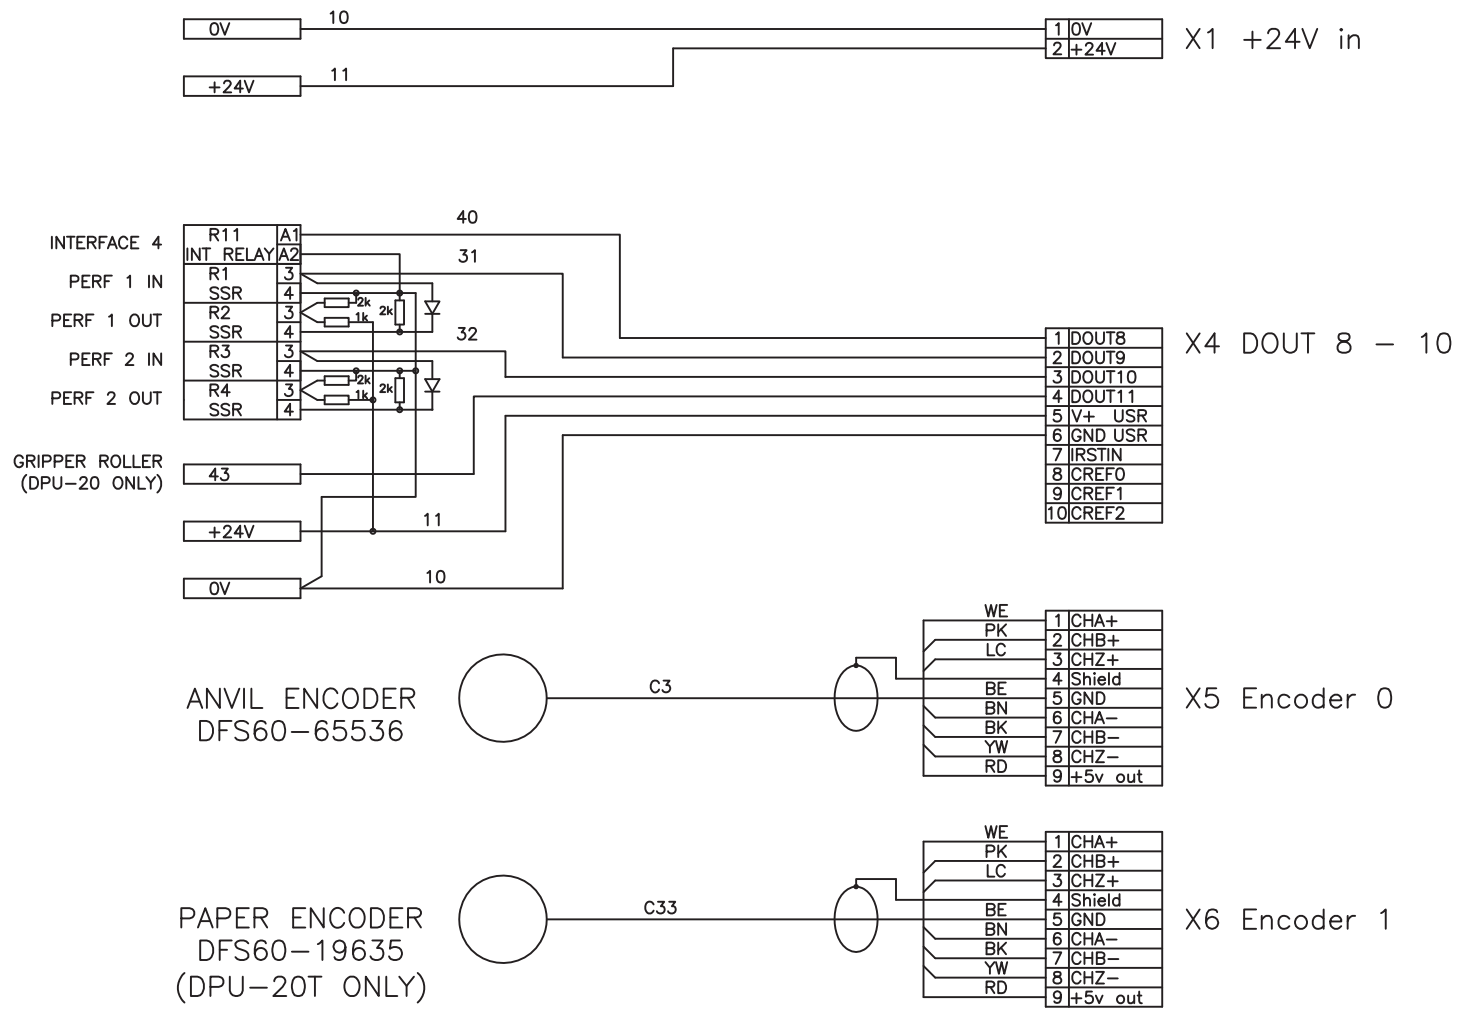 10
0V
1 0V
2 +24V
X1 +24V in
11
+24V
40
INTERFACE 4
R11 A1
INT RELAY A2
31
PERF 1 IN
R1 3
SSR 4
2k
2k
PERF 1 OUT
R2 3
1k
SSR 4
32
PERF 2 IN
R3 3
SSR 4
2k
2k
PERF 2 OUT
R4 3
1k
SSR 4
1 DOUT8
2 DOUT9
3 DOUT10
4 DOUT11
5 V+ USR
6 GND USR
7 IRSTIN
8 CREF0
9 CREF1
10 CREF2
X4 DOUT 8 - 10
GRIPPER ROLLER
(DPU-20 ONLY)
43
11
+24V
10
0V
ANVIL ENCODER
DFS60-65536
C3
WE
PK
LC
BE
BN
BK
YW
RD
1 CHA+
2 CHB+
3 CHZ+
4 Shield
5 GND
6 CHA-
7 CHB-
8 CHZ-
9 +5v out
X5 Encoder 0
PAPER ENCODER
DFS60-19635
(DPU-20T ONLY)
C33
WE
PK
LC
BE
BN
BK
YW
RD
1 CHA+
2 CHB+
3 CHZ+
4 Shield
5 GND
6 CHA-
7 CHB-
8 CHZ-
9 +5v out
X6 Encoder 1